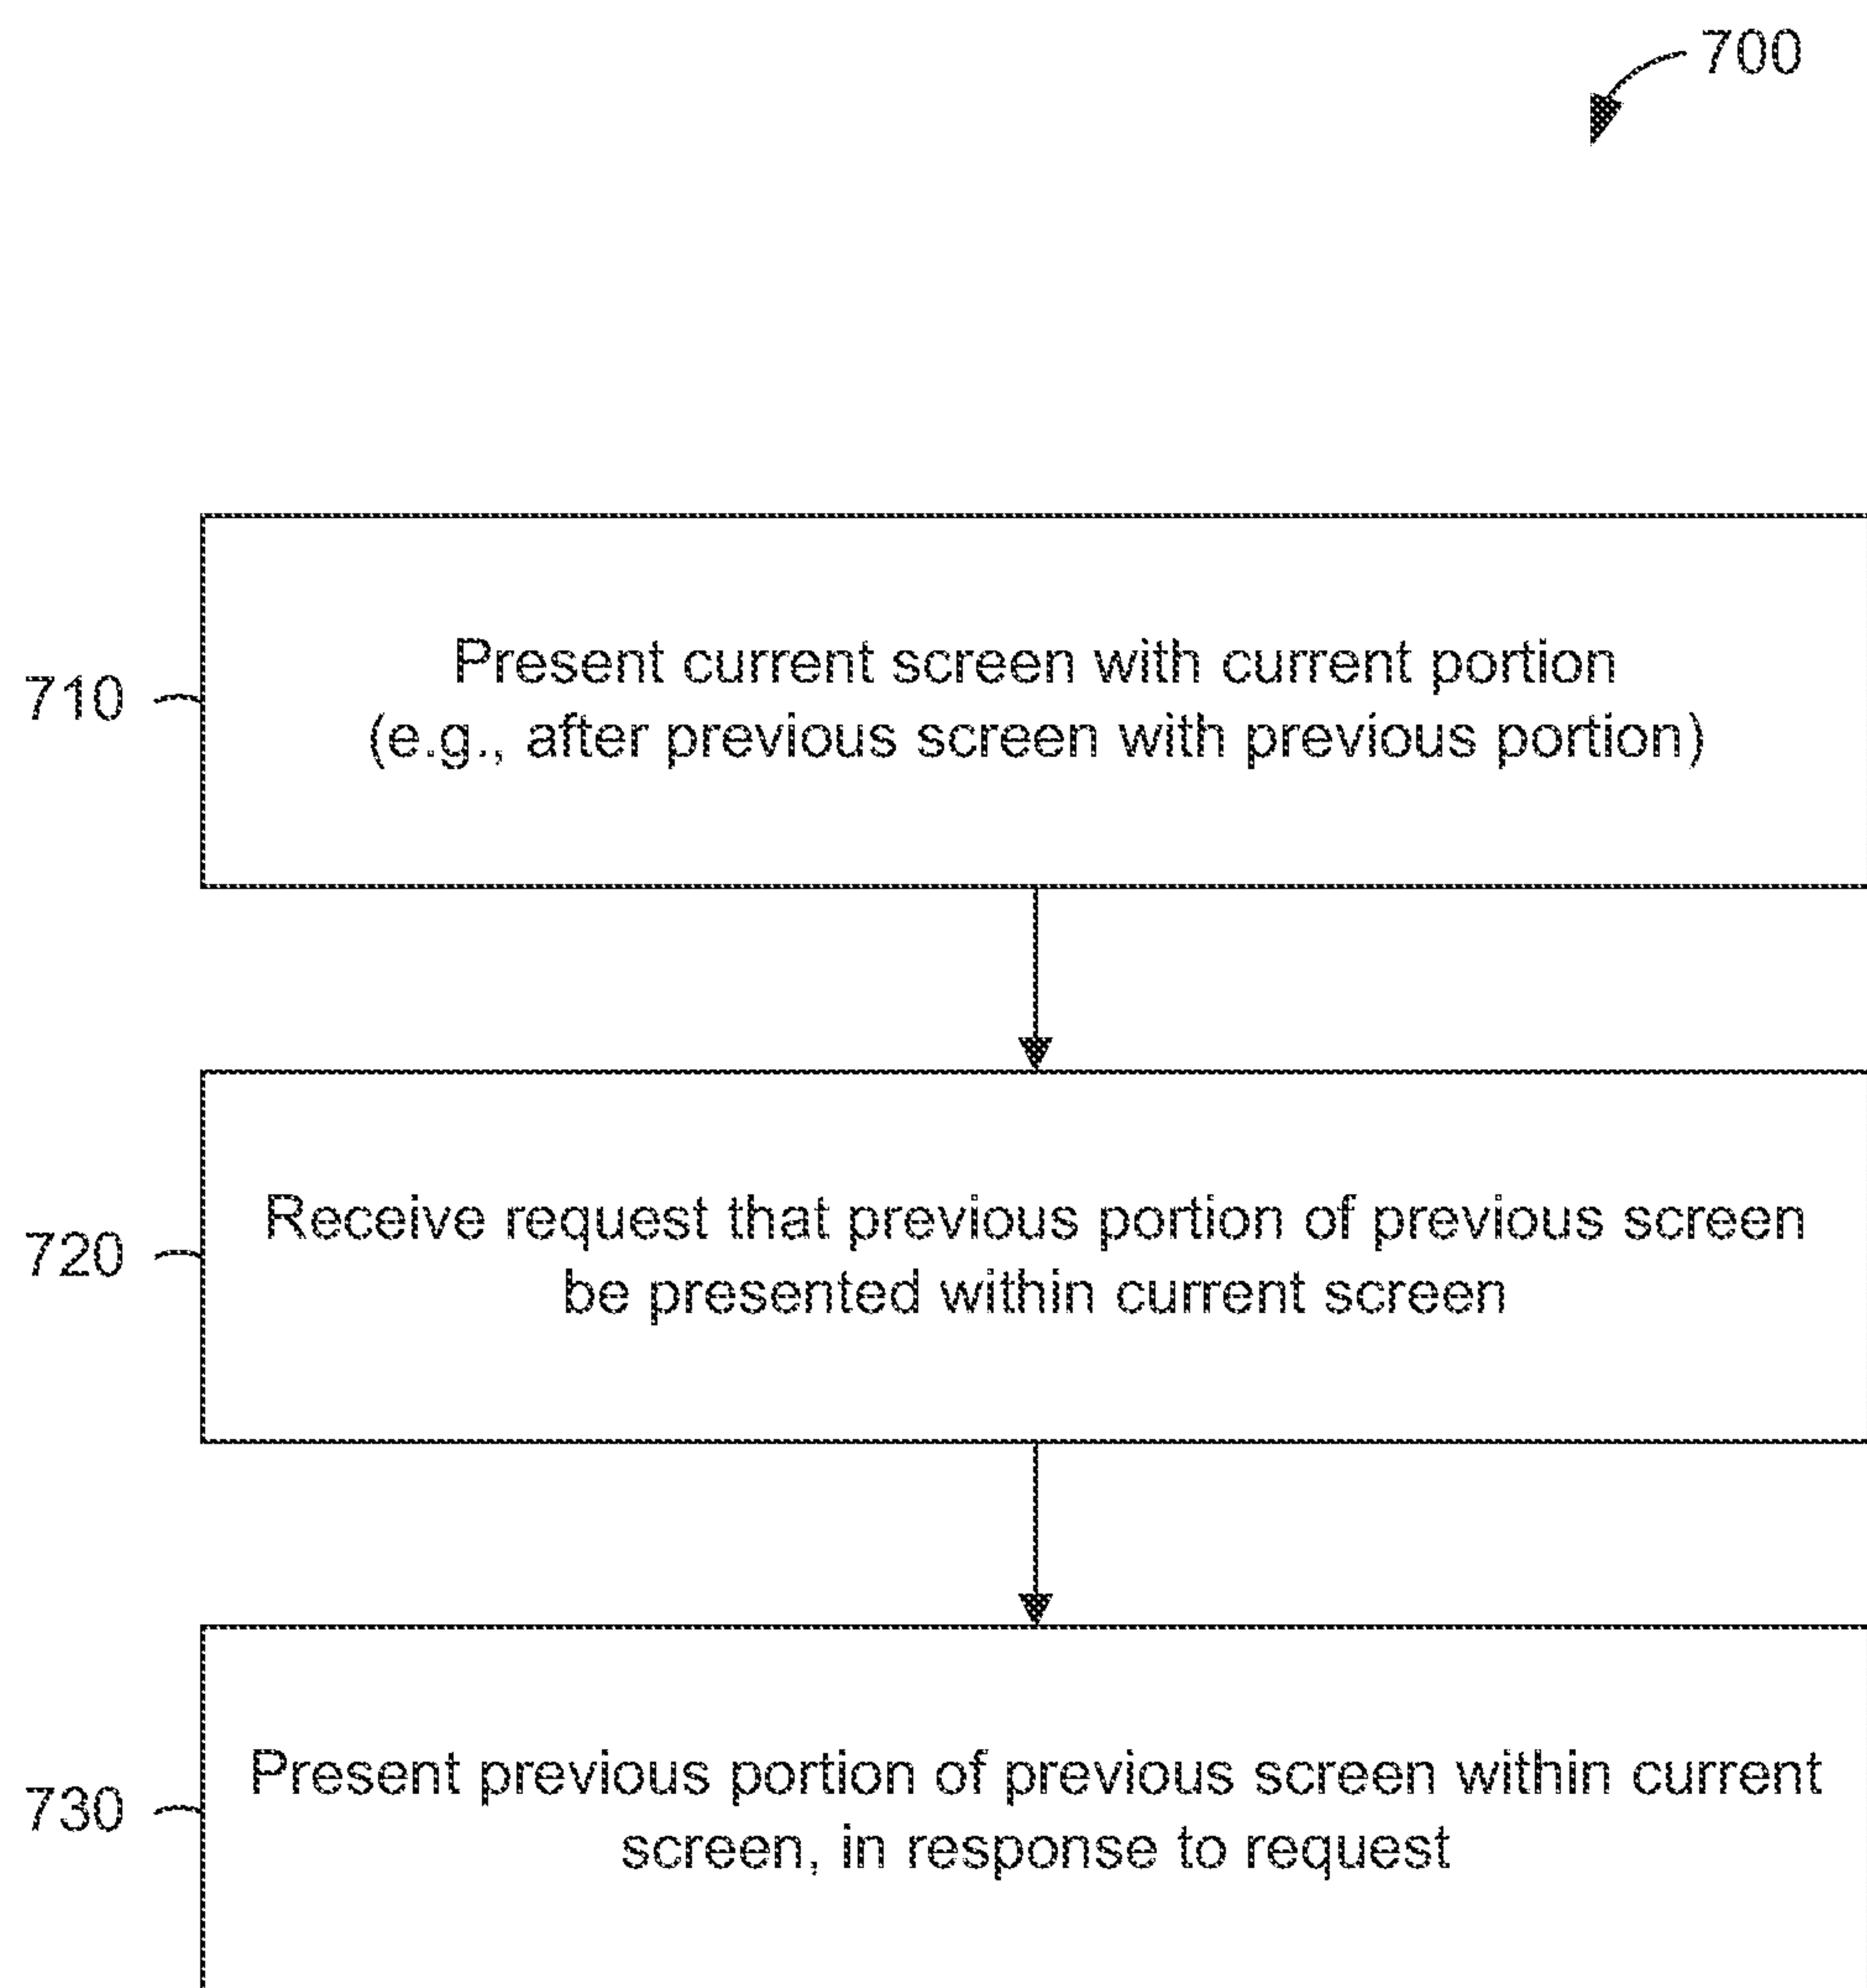 700
710
Present current screen with current portion
(e.g., after previous screen with previous portion)
720
Receive request that previous portion of previous screen
be presented within current screen
730
Present previous portion of previous screen within current
screen, in response to request